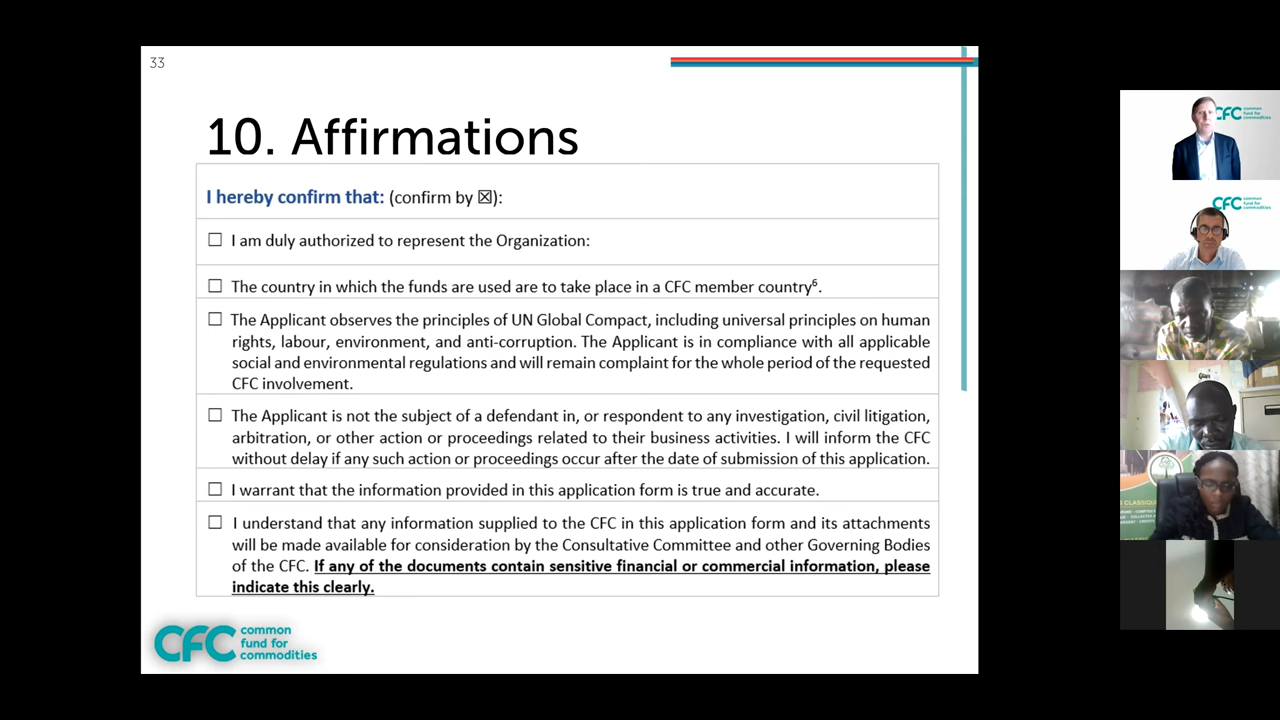 33
10. Affirmations
I hereby confirm that: (confirm by ☒):
☐ I am duly authorized to represent the Organization:
☐ The country in which the funds are used are to take place in a CFC member country⁶.
☐ The Applicant observes the principles of UN Global Compact, including universal principles on human
rights, labour, environment, and anti-corruption. The Applicant is in compliance with all applicable
social and environmental regulations and will remain complaint for the whole period of the requested
CFC involvement.
☐ The Applicant is not the subject of a defendant in, or respondent to any investigation, civil litigation,
arbitration, or other action or proceedings related to their business activities. I will inform the CFC
without delay if any such action or proceedings occur after the date of submission of this application.
☐ I warrant that the information provided in this application form is true and accurate.
☐ I understand that any information supplied to the CFC in this application form and its attachments
will be made available for consideration by the Consultative Committee and other Governing Bodies
of the CFC. If any of the documents contain sensitive financial or commercial information, please
indicate this clearly.
CFC common
fund for
commodities
CFC common
fund for
commodities
CFC common
fund for
commodities
CLASSIQUE